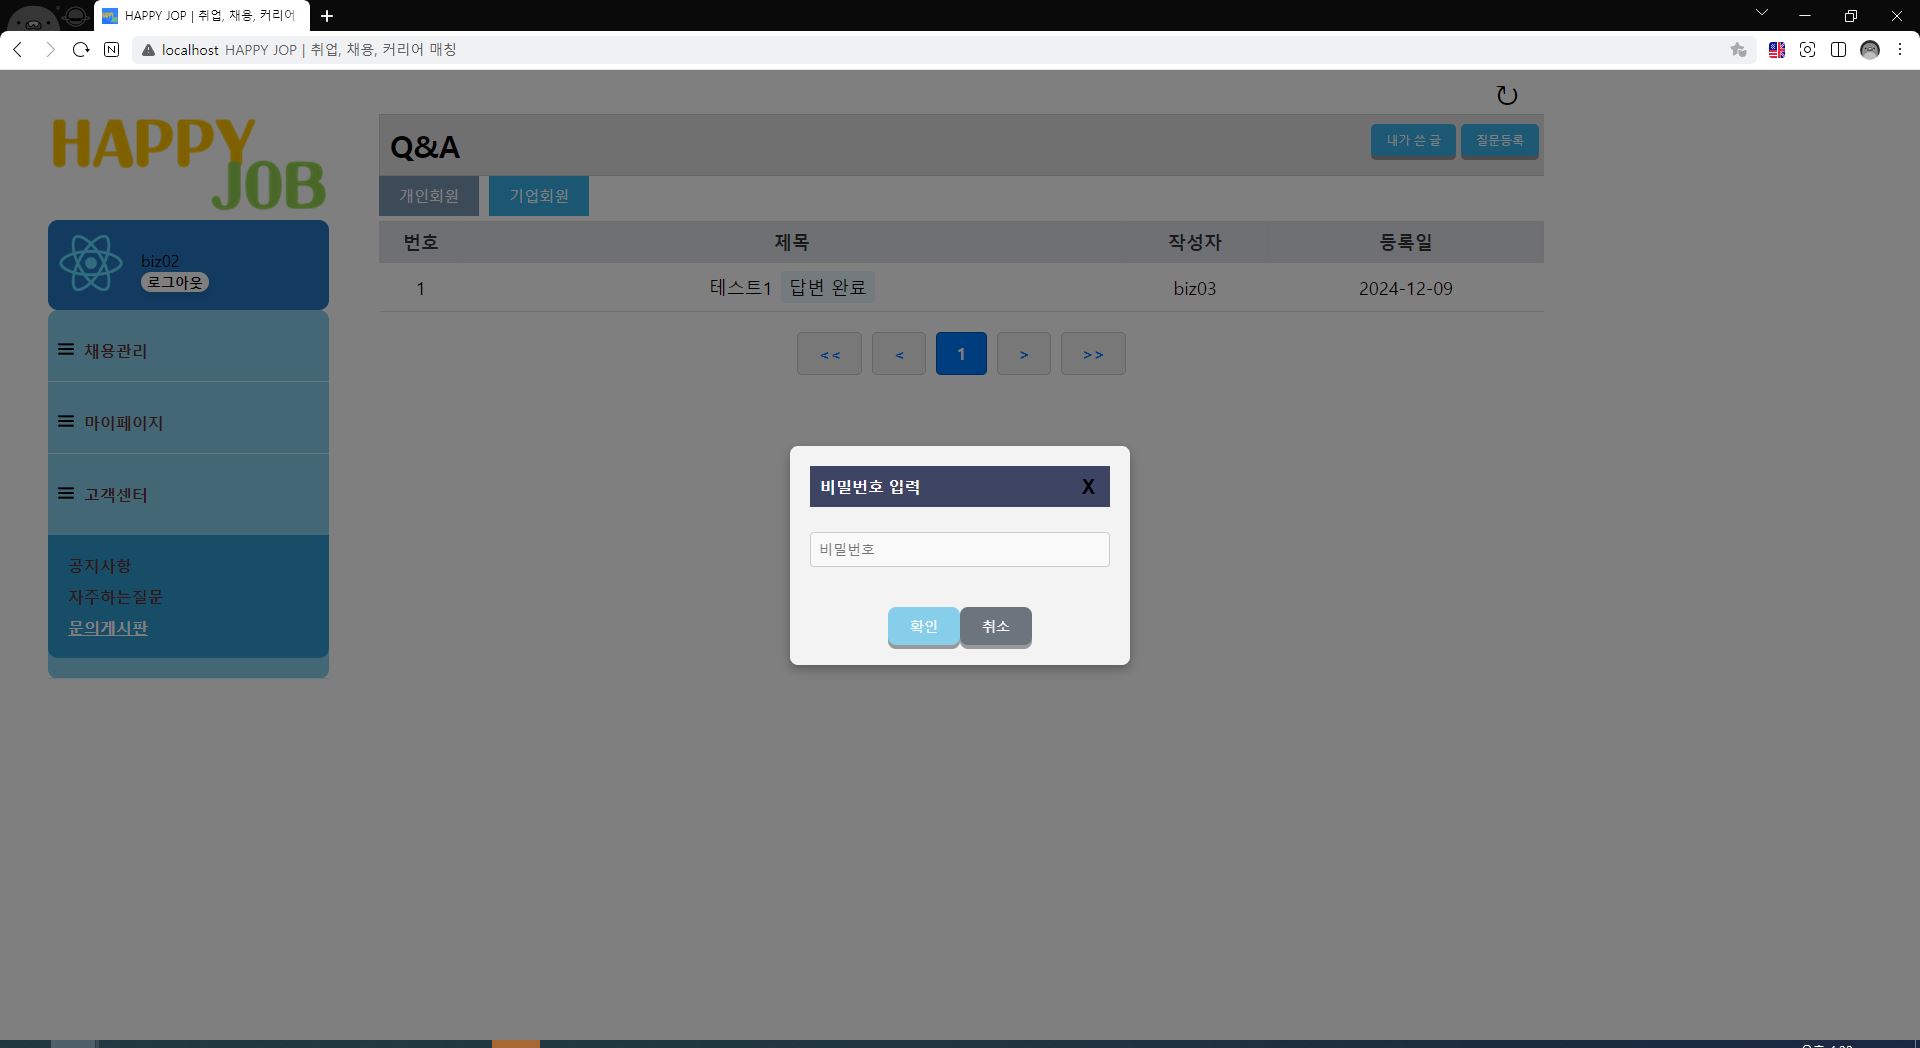 HAPPY JOP | 취업, 채용, 커리어
localhost HAPPY JOP | 취업, 채용, 커리어 매칭
HAPPY
JOB
biz02
로그아웃
채용관리
마이페이지
고객센터
공지사항
자주하는질문
문의게시판
Q&A
내가 쓴 글 질문등록
개인회원 기업회원
번호 제목 작성자 등록일
1 테스트1 답변 완료 biz03 2024-12-09
<< < 1 > >>
비밀번호 입력 X
비밀번호
확인 취소